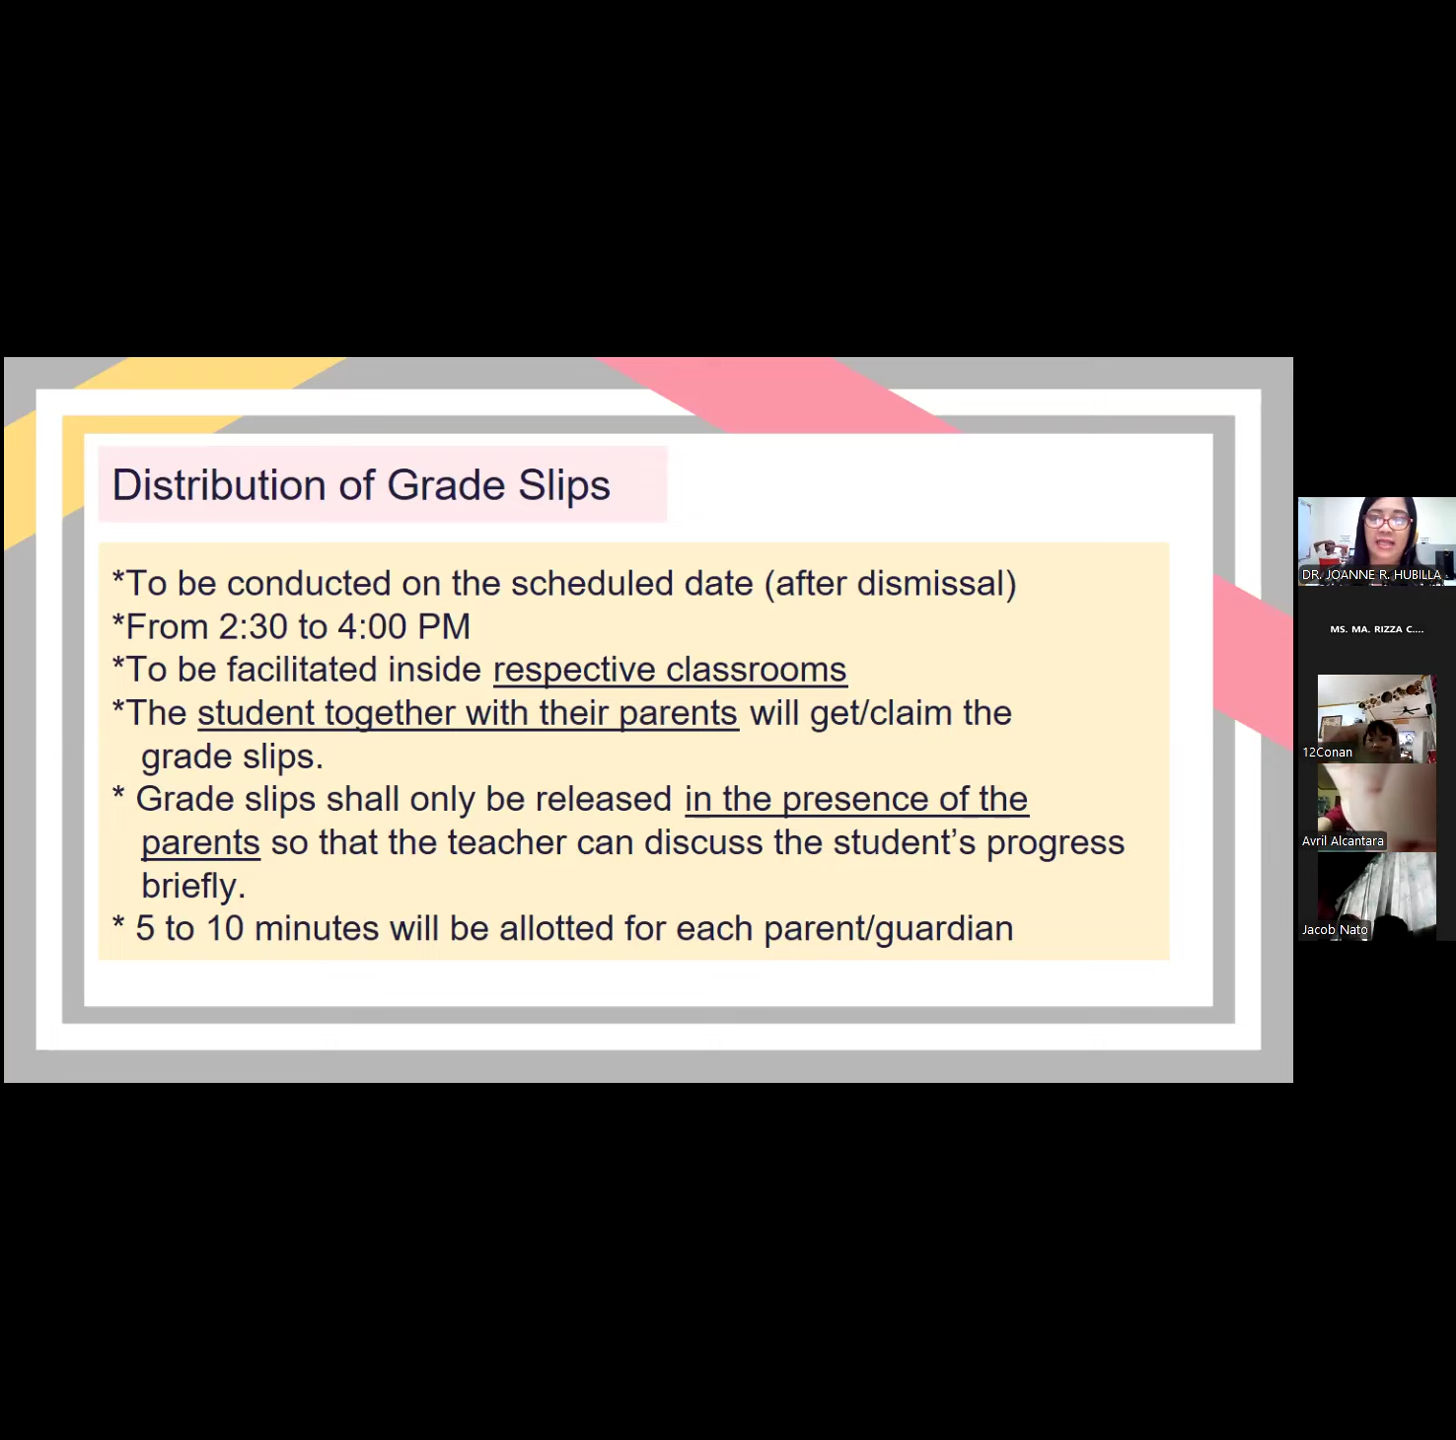 Distribution of Grade Slips
*To be conducted on the scheduled date (after dismissal)
*From 2:30 to 4:00 PM
*To be facilitated inside respective classrooms
*The student together with their parents will get/claim the
grade slips.
* Grade slips shall only be released in the presence of the
parents so that the teacher can discuss the student’s progress
briefly.
* 5 to 10 minutes will be allotted for each parent/guardian
DR. JOANNE R. HUBILLA
MS. MA. RIZZA C....
12Conan
Avril Alcantara
Jacob Nato